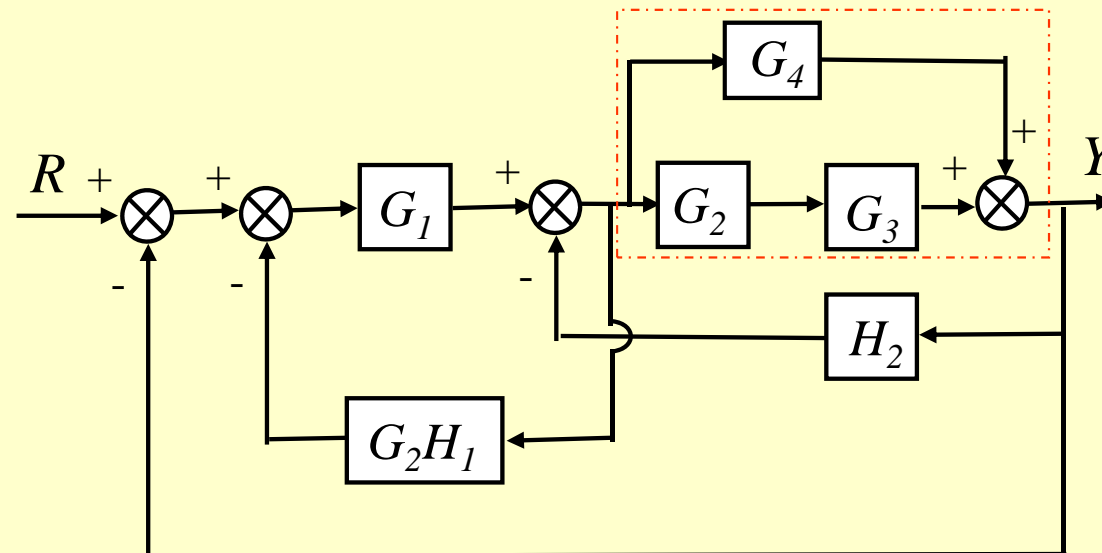 G₄
+
R + + + + Y
G₁ G₂ G₃
- - -
H₂
G₂H₁